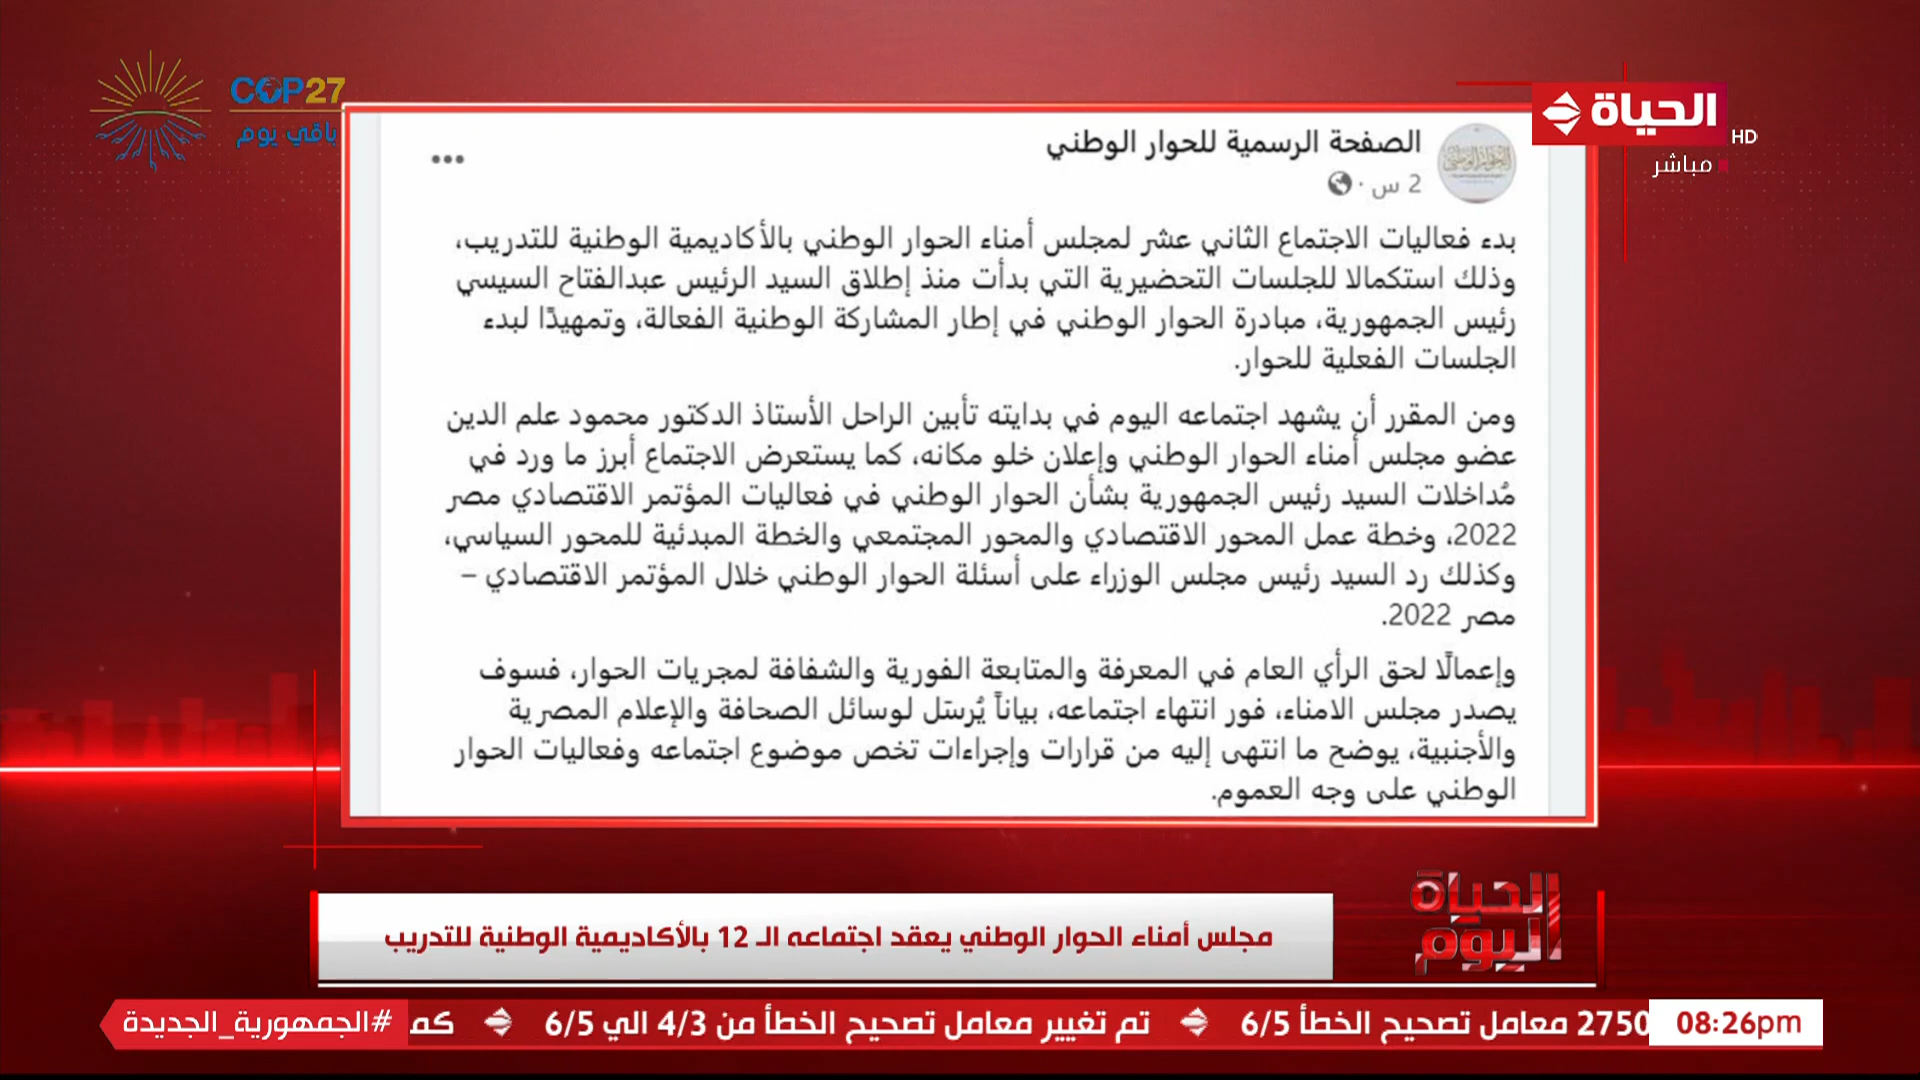 COP27
باقي يوم
الحياة
HD
مباشر
الصفحة الرسمية للحوار الوطني
2 س ·
بدء فعاليات الاجتماع الثاني عشر لمجلس أمناء الحوار الوطني بالأكاديمية الوطنية للتدريب،
وذلك استكمالا للجلسات التحضيرية التي بدأت منذ إطلاق السيد الرئيس عبدالفتاح السيسي
رئيس الجمهورية، مبادرة الحوار الوطني في إطار المشاركة الوطنية الفعالة، وتمهيدًا لبدء
الجلسات الفعلية للحوار.
ومن المقرر أن يشهد اجتماعه اليوم في بدايته تأبين الراحل الأستاذ الدكتور محمود علم الدين
عضو مجلس أمناء الحوار الوطني وإعلان خلو مكانه، كما يستعرض الاجتماع أبرز ما ورد في
مُداخلات السيد رئيس الجمهورية بشأن الحوار الوطني في فعاليات المؤتمر الاقتصادي مصر
2022، وخطة عمل المحور الاقتصادي والمحور المجتمعي والخطة المبدئية للمحور السياسي،
وكذلك رد السيد رئيس مجلس الوزراء على أسئلة الحوار الوطني خلال المؤتمر الاقتصادي –
مصر 2022.
وإعمالًا لحق الرأي العام في المعرفة والمتابعة الفورية والشفافة لمجريات الحوار، فسوف
يصدر مجلس الامناء، فور انتهاء اجتماعه، بياناً يُرسَل لوسائل الصحافة والإعلام المصرية
والأجنبية، يوضح ما انتهى إليه من قرارات وإجراءات تخص موضوع اجتماعه وفعاليات الحوار
الوطني على وجه العموم.
الحياة
اليوم
مجلس أمناء الحوار الوطني يعقد اجتماعه الـ 12 بالأكاديمية الوطنية للتدريب
08:26pm
2750 معامل تصحيح الخطأ 6/5 تم تغيير معامل تصحيح الخطأ من 4/3 الي 6/5 كم
#الجمهورية_الجديدة